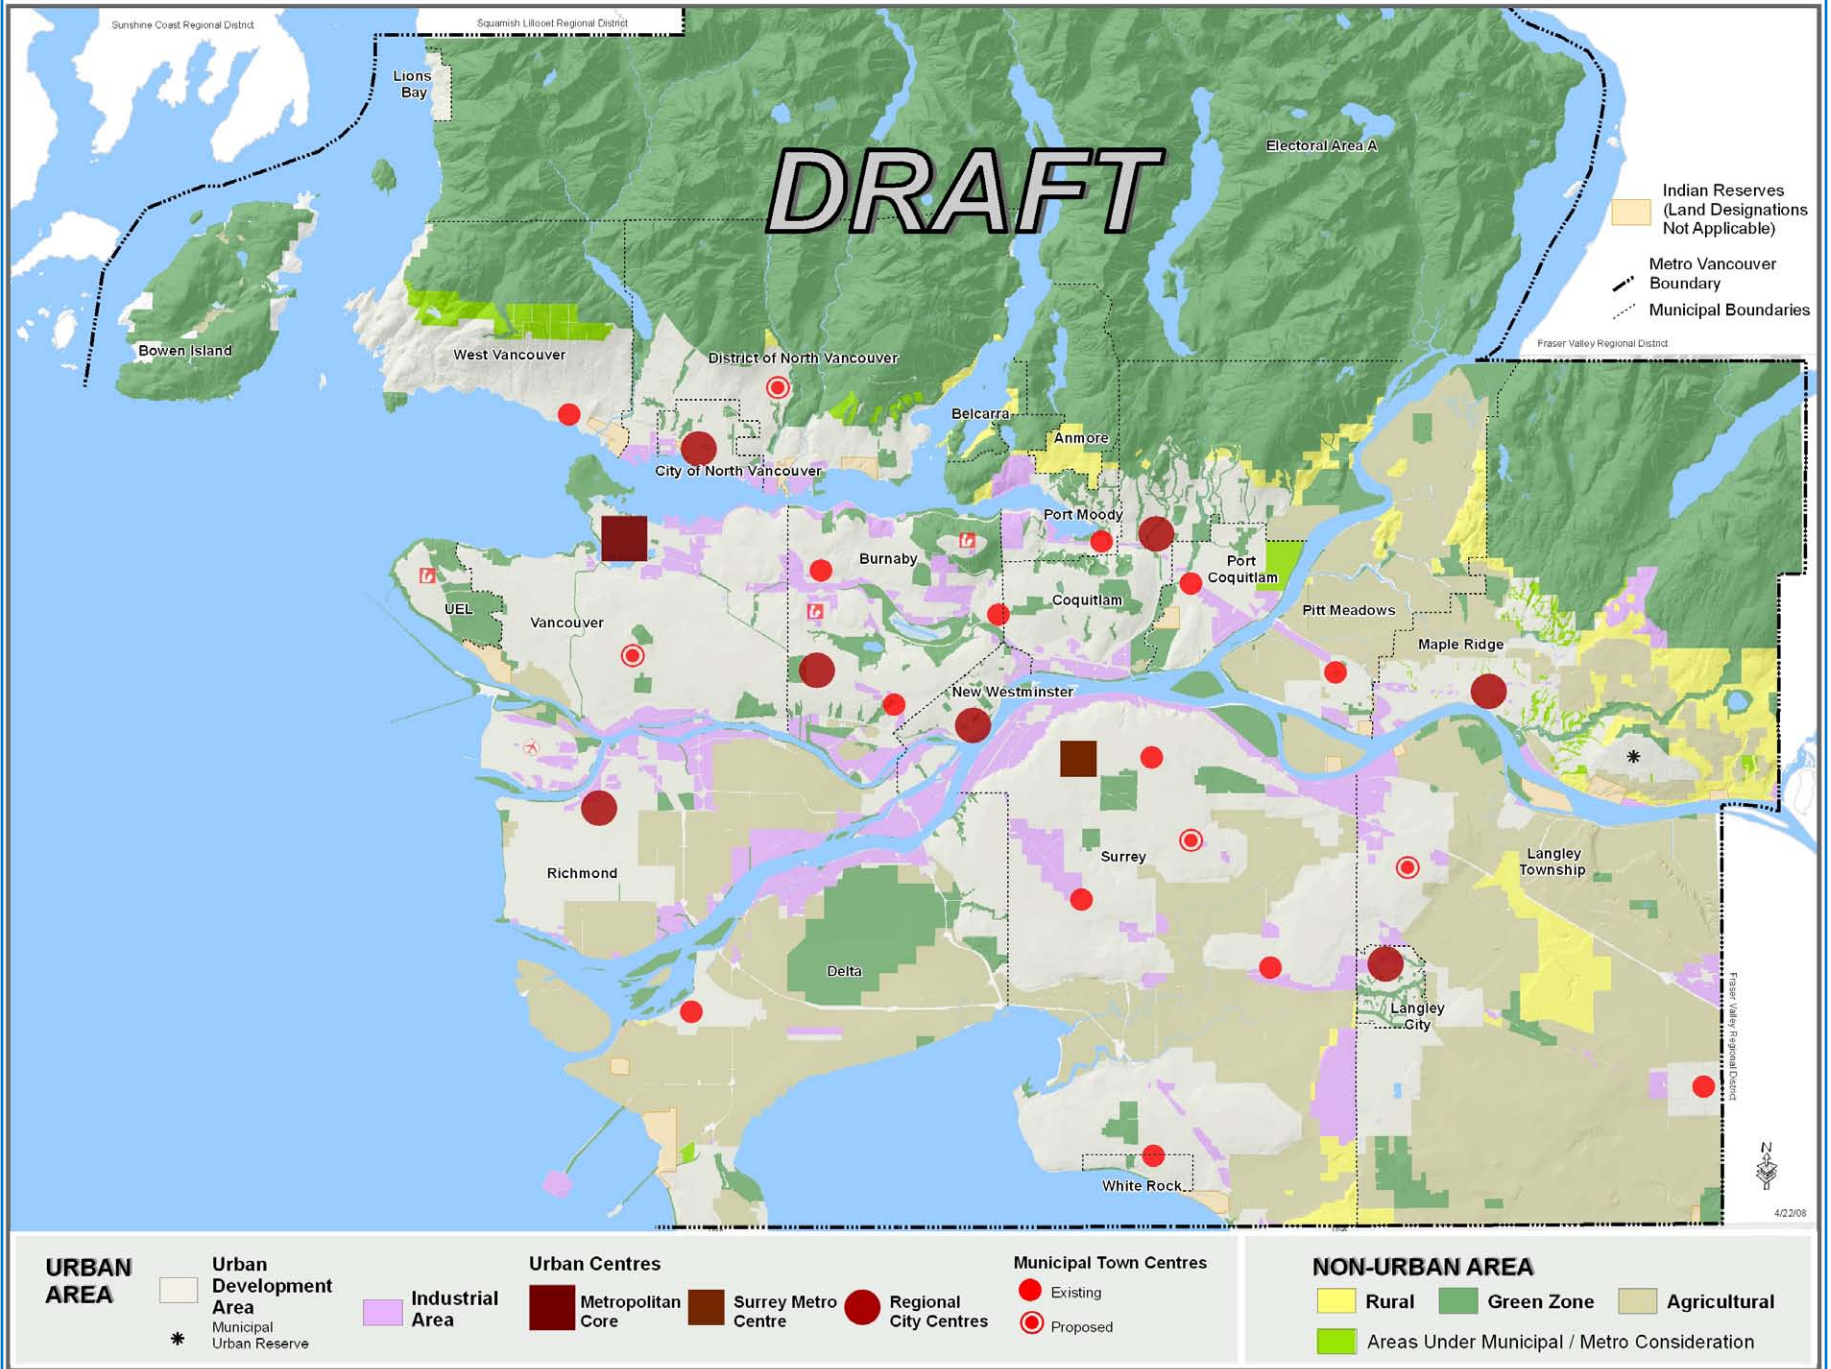 Sunshine Coast Regional District
Squamish Lillooet Regional District
Lions
Bay
DRAFT
Electoral Area A
Indian Reserves
(Land Designations
Not Applicable)
Metro Vancouver
Boundary
Municipal Boundaries
Fraser Valley Regional District
Bowen Island
West Vancouver
District of North Vancouver
Belcarra
Anmore
City of North Vancouver
Port Moody
Burnaby
Port
Coquitlam
UEL
Vancouver
Coquitlam
Pitt Meadows
Maple Ridge
New Westminster
Richmond
Surrey
Langley
Township
Delta
Langley
City
Fraser Valley Regional District
White Rock
N
4/22/08
URBAN
AREA
Urban
Development
Area
Municipal
Urban Reserve
Industrial
Area
Urban Centres
Metropolitan
Core
Surrey Metro
Centre
Regional
City Centres
Municipal Town Centres
Existing
Proposed
NON-URBAN AREA
Rural
Green Zone
Agricultural
Areas Under Municipal / Metro Consideration